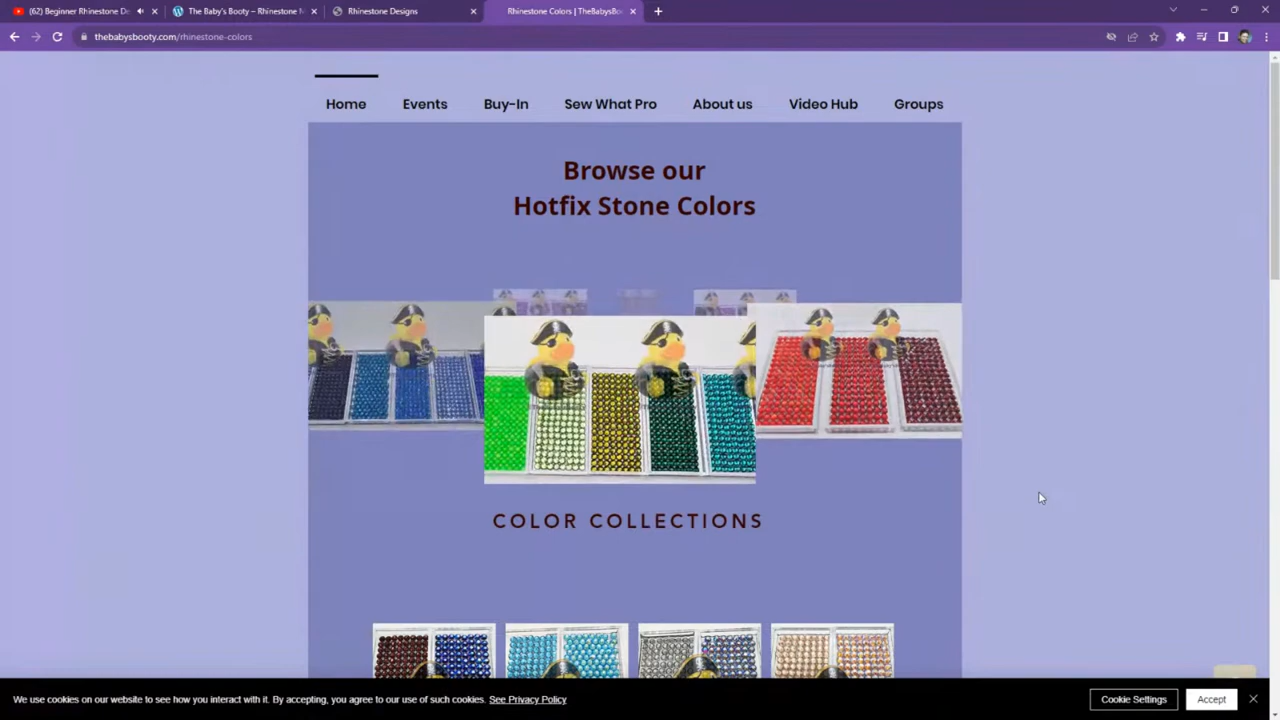 (62) Beginner Rhinestone De
The Baby's Booty – Rhinestone M
Rhinestone Designs
Rhinestone Colors | TheBabysBo
thebabysbooty.com/rhinestone-colors
Home
Events
Buy-In
Sew What Pro
About us
Video Hub
Groups
Browse our
Hotfix Stone Colors
COLOR COLLECTIONS
We use cookies on our website to see how you interact with it. By accepting, you agree to our use of such cookies. See Privacy Policy
Cookie Settings
Accept